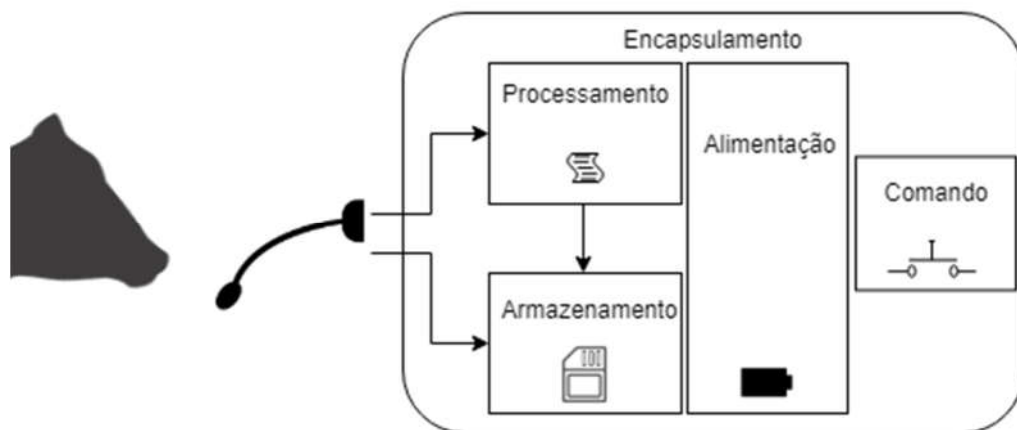 Encapsulamento
Processamento
Alimentação
Comando
Armazenamento